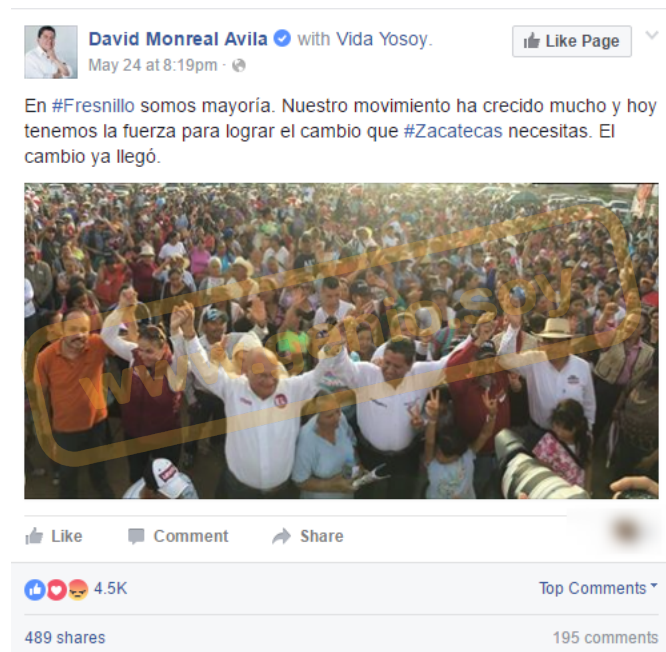 David Monreal Avila with Vida Yosoy.
Like Page
May 24 at 8:19pm ·
En #Fresnillo somos mayoría. Nuestro movimiento ha crecido mucho y hoy
tenemos la fuerza para lograr el cambio que #Zacatecas necesitas. El
cambio ya llegó.
Like Comment Share
4.5K
Top Comments
489 shares
195 comments